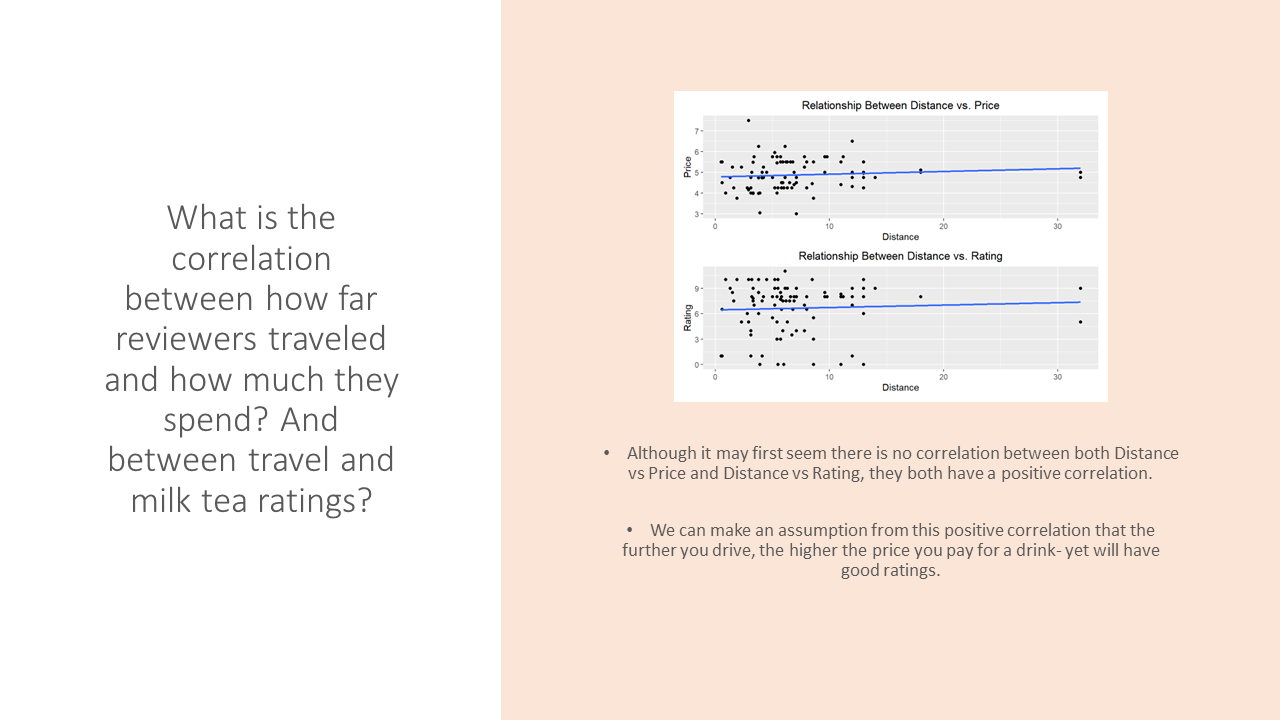 What is the
correlation
between how far
reviewers traveled
and how much they
spend? And
between travel and
milk tea ratings?
Relationship Between Distance vs. Price
Price
7
6
5
4
3
0 10 20 30
Distance
Relationship Between Distance vs. Rating
Rating
9
6
3
0
0 10 20 30
Distance
• Although it may first seem there is no correlation between both Distance
vs Price and Distance vs Rating, they both have a positive correlation.
• We can make an assumption from this positive correlation that the
further you drive, the higher the price you pay for a drink- yet will have
good ratings.